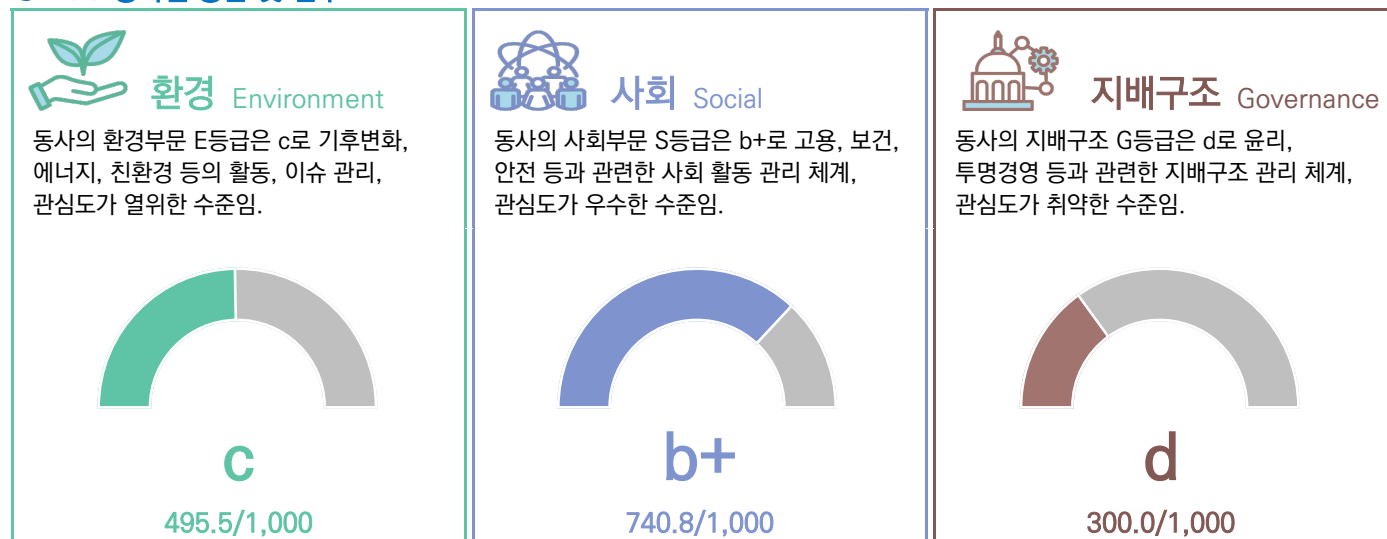 환경 Environment
동사의 환경부문 E등급은 c로 기후변화,
에너지, 친환경 등의 활동, 이슈 관리,
관심도가 열위한 수준임.
c
495.5/1,000
사회 Social
동사의 사회부문 S등급은 b+로 고용, 보건,
안전 등과 관련한 사회 활동 관리 체계,
관심도가 우수한 수준임.
b+
740.8/1,000
지배구조 Governance
동사의 지배구조 G등급은 d로 윤리,
투명경영 등과 관련한 지배구조 관리 체계,
관심도가 취약한 수준임.
d
300.0/1,000